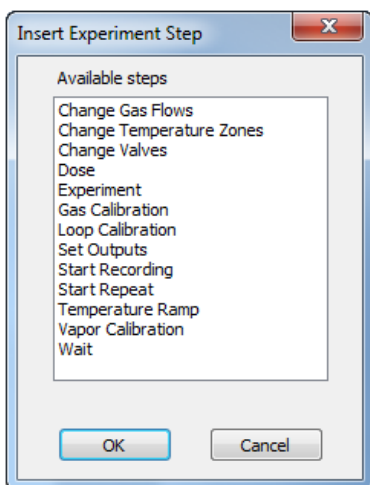 Insert Experiment Step
Available steps
Change Gas Flows
Change Temperature Zones
Change Valves
Dose
Experiment
Gas Calibration
Loop Calibration
Set Outputs
Start Recording
Start Repeat
Temperature Ramp
Vapor Calibration
Wait
OK Cancel